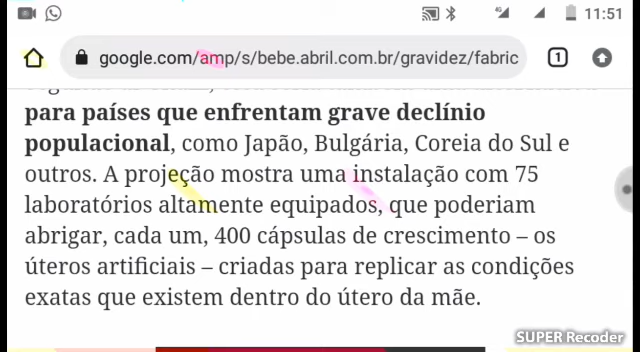 4G
11:51
google.com/amp/s/bebe.abril.com.br/gravidez/fabric
1
para países que enfrentam grave declínio
populacional, como Japão, Bulgária, Coreia do Sul e
outros. A projeção mostra uma instalação com 75
laboratórios altamente equipados, que poderiam
abrigar, cada um, 400 cápsulas de crescimento – os
úteros artificiais – criadas para replicar as condições
exatas que existem dentro do útero da mãe.
SUPER Recoder